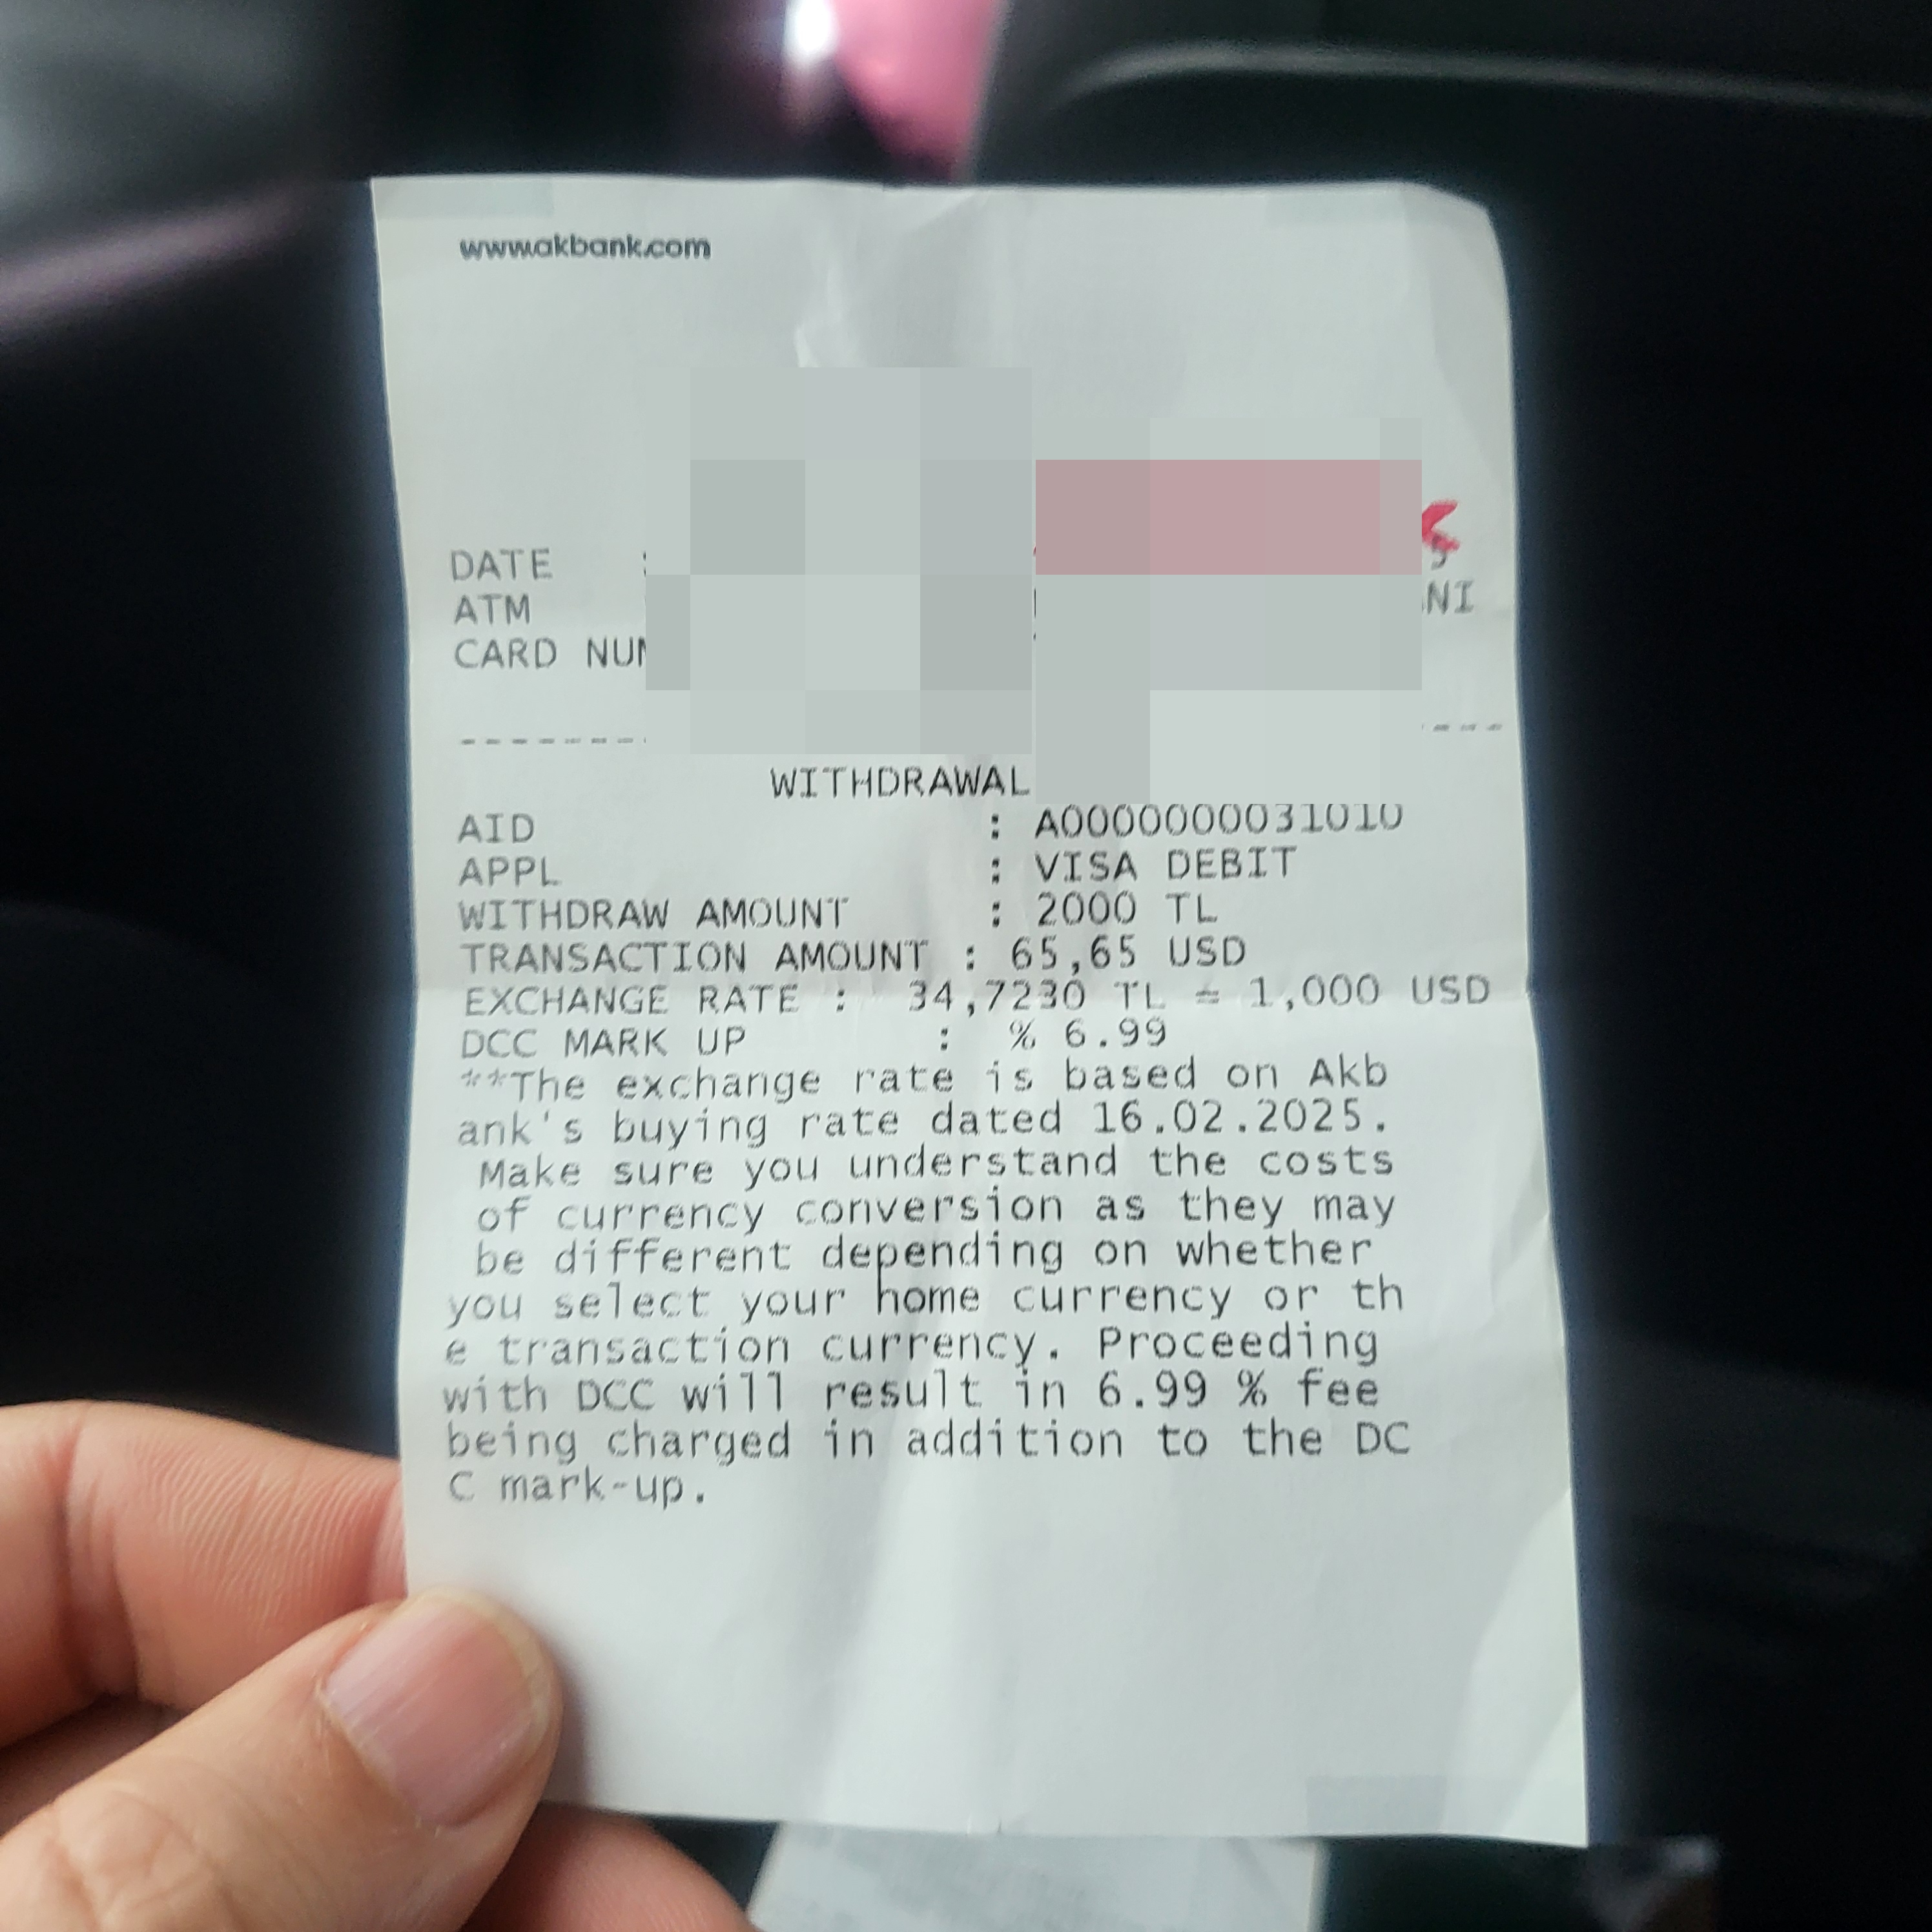 www.akbank.com
DATE :
ATM NI
CARD NUM
WITHDRAWAL
AID : A0000000031010
APPL : VISA DEBIT
WITHDRAW AMOUNT : 2000 TL
TRANSACTION AMOUNT : 65,65 USD
EXCHANGE RATE : 34,7230 TL = 1,000 USD
DCC MARK UP : % 6.99
**The exchange rate is based on Akb
ank's buying rate dated 16.02.2025.
Make sure you understand the costs
of currency conversion as they may
be different depending on whether
you select your home currency or th
e transaction currency. Proceeding
with DCC will result in 6.99 % fee
being charged in addition to the DC
C mark-up.